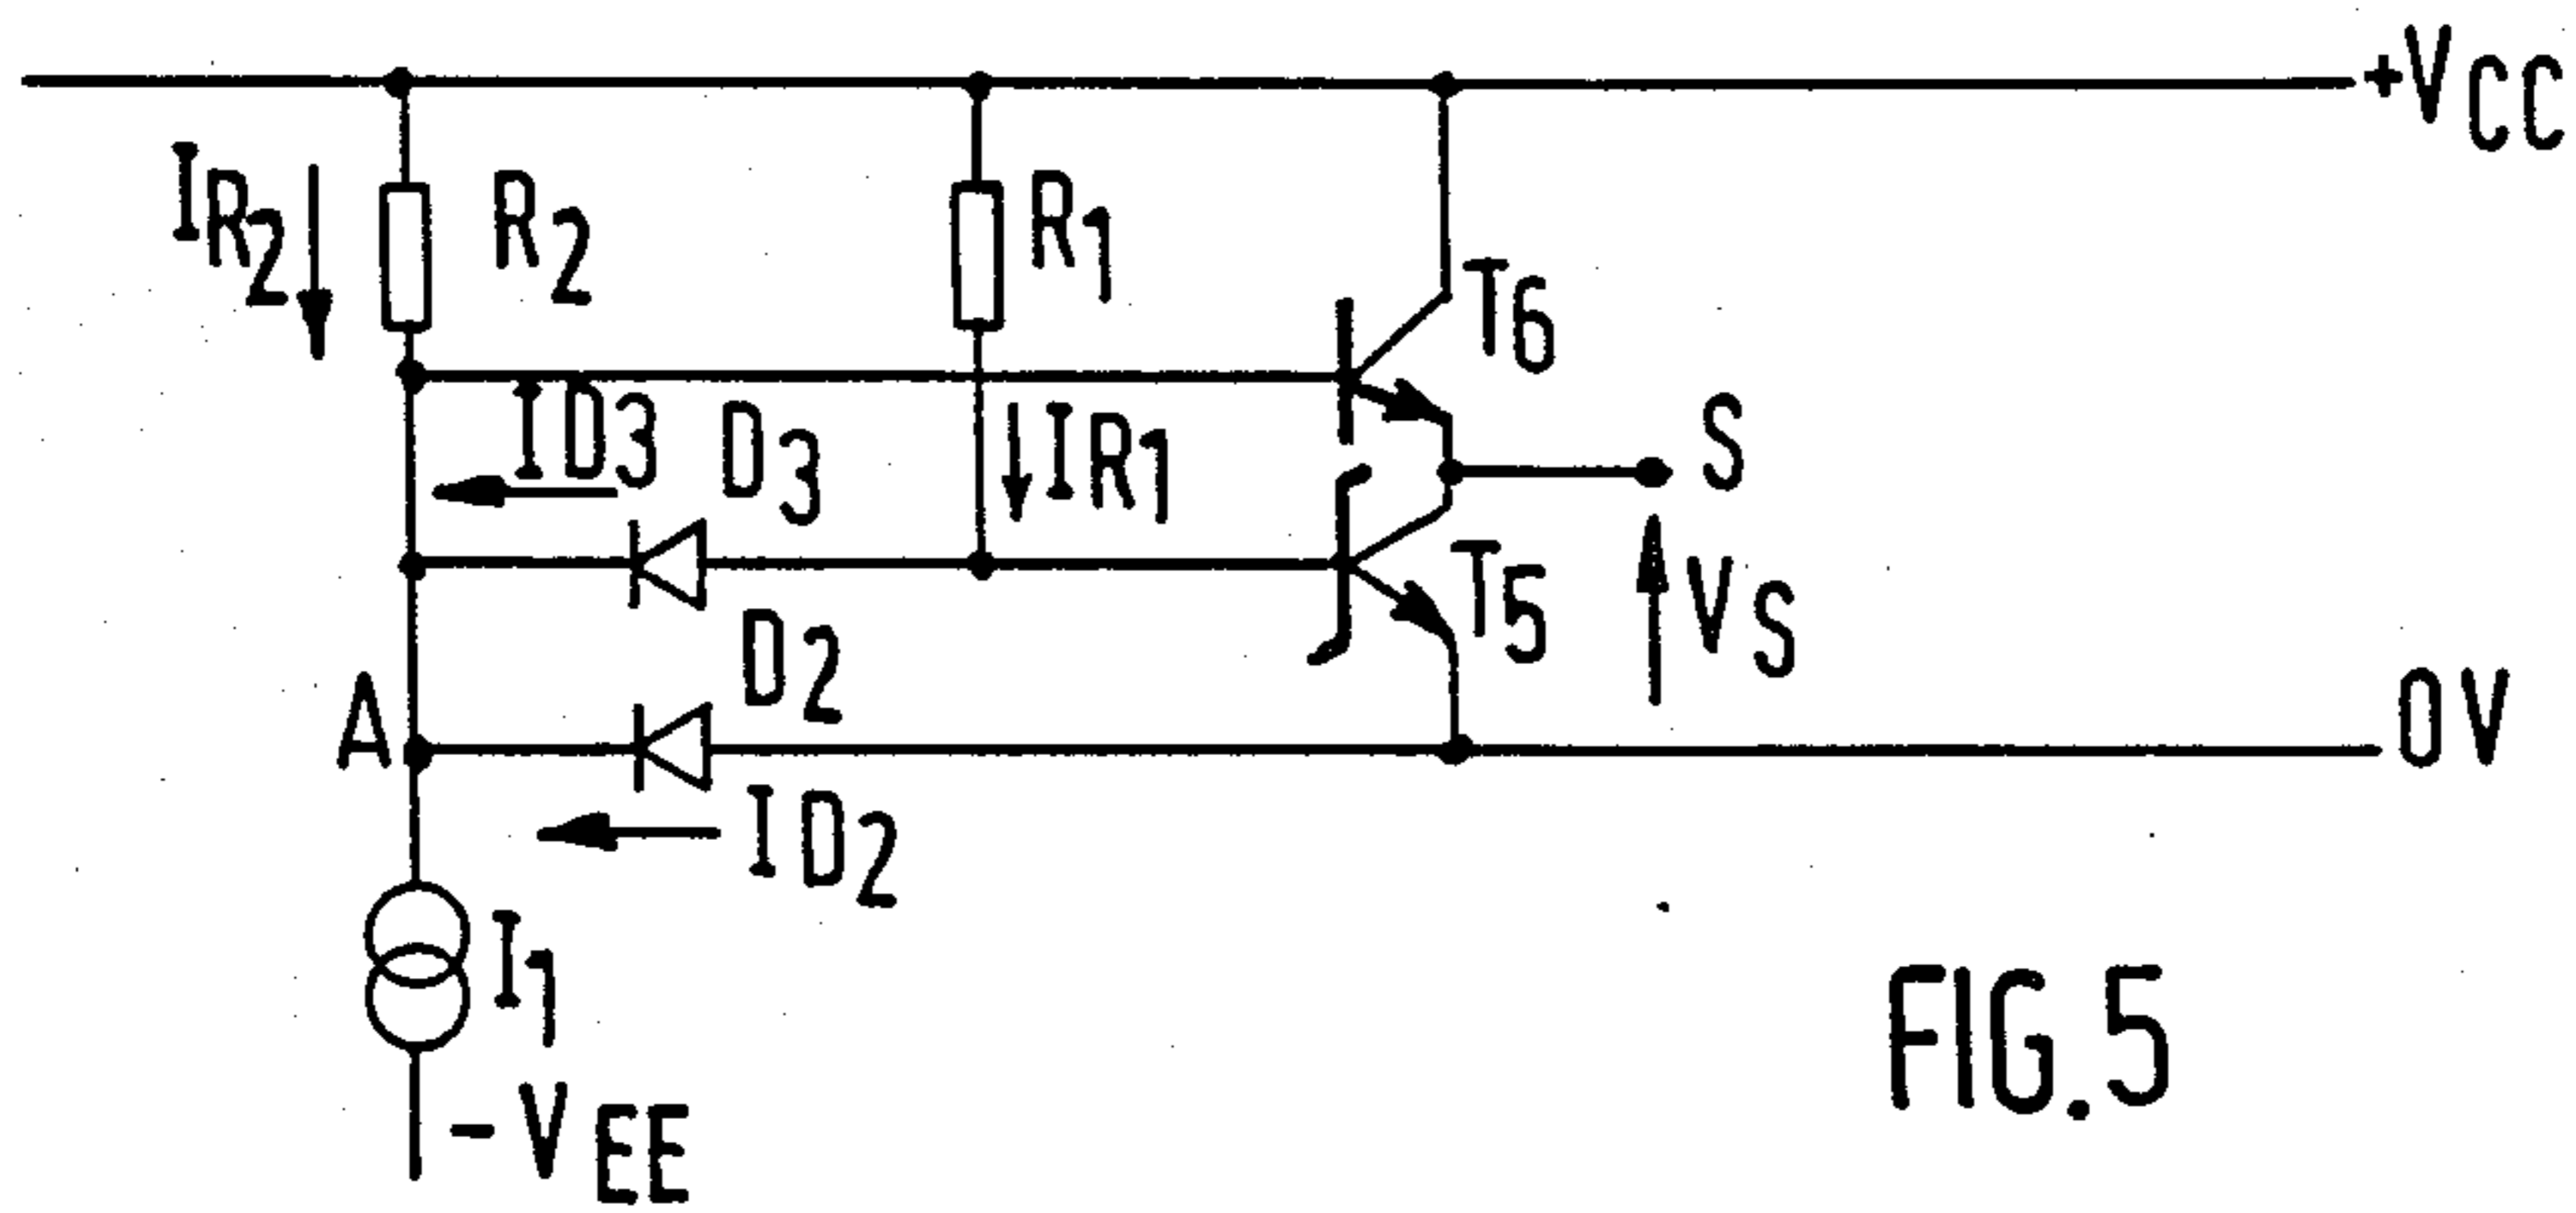 +VCC
IR2
R2
R1
T6
ID3
D3
IR1
S
T5
VS
D2
A
0V
ID2
I1
-VEE
FIG.5